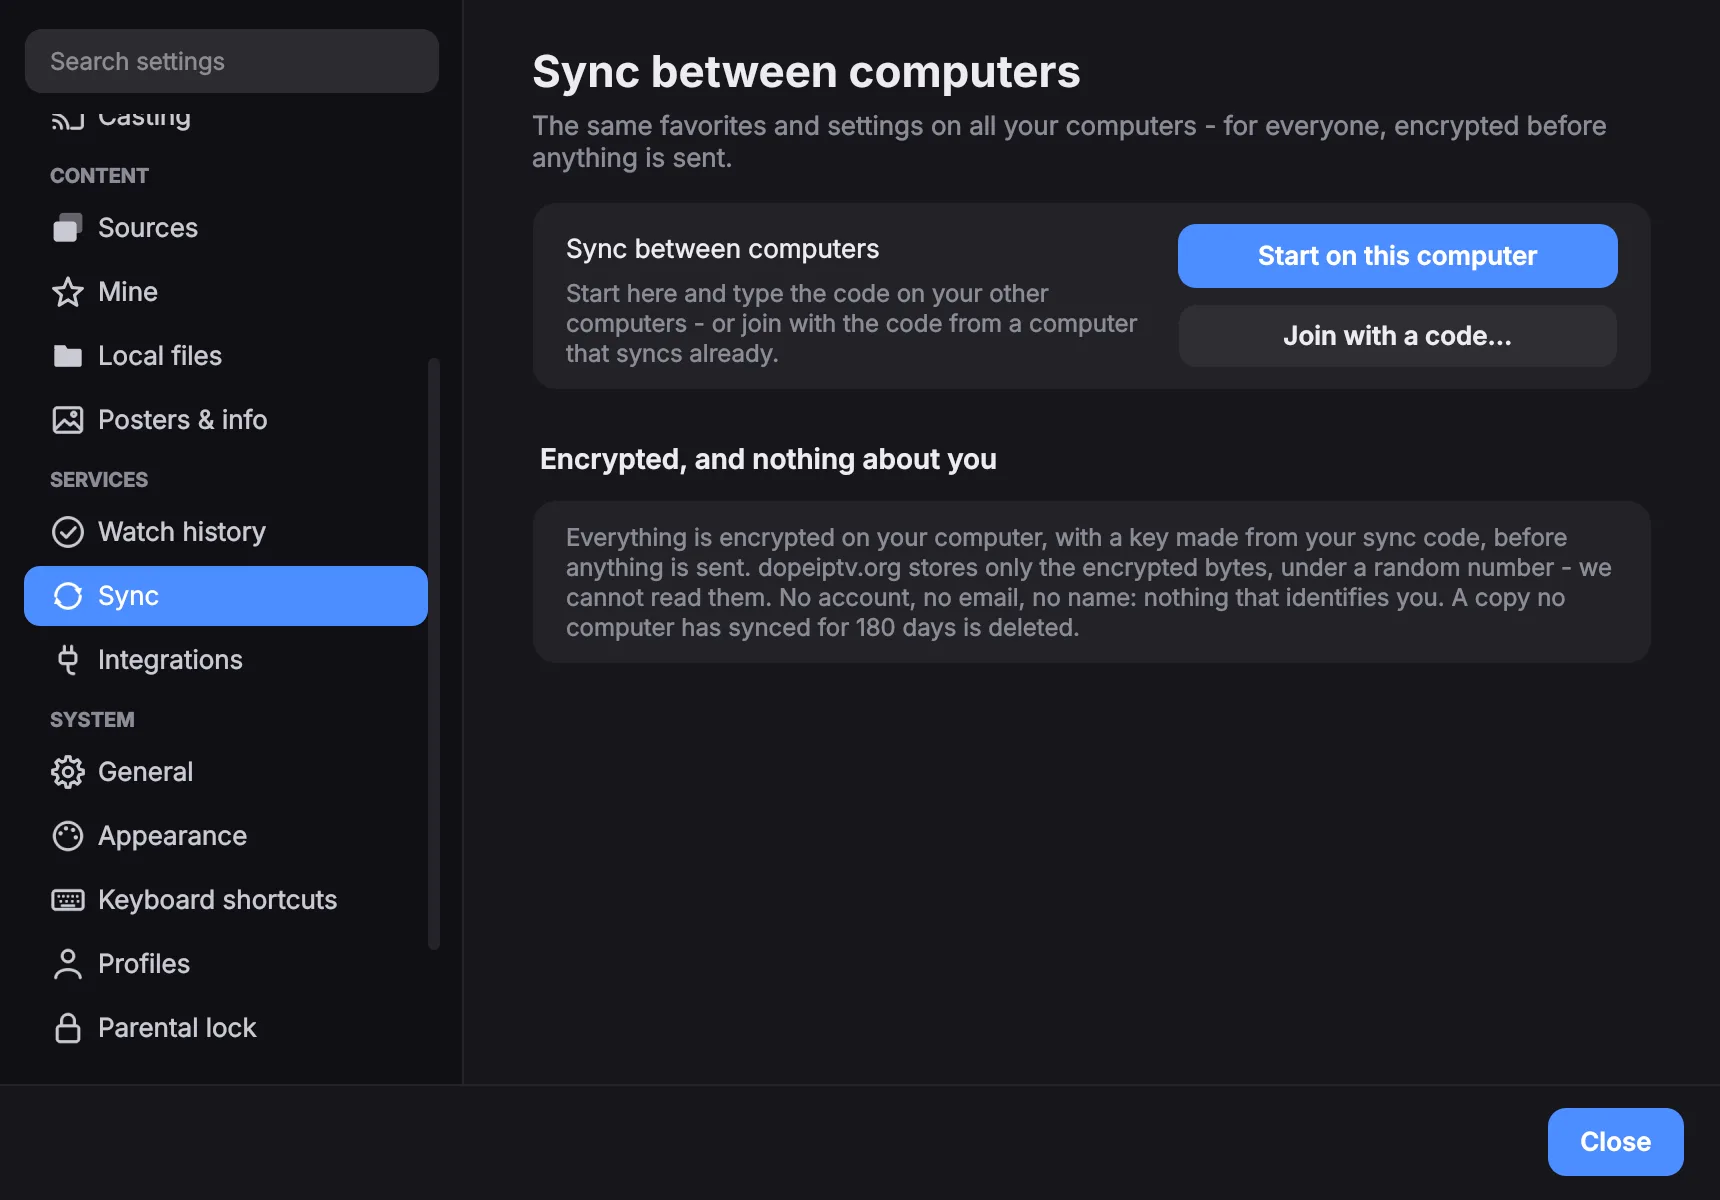 Search settings
Casting
CONTENT
Sources
Mine
Local files
Posters & info
SERVICES
Watch history
Sync
Integrations
SYSTEM
General
Appearance
Keyboard shortcuts
Profiles
Parental lock
Sync between computers
The same favorites and settings on all your computers - for everyone, encrypted before
anything is sent.
Sync between computers
Start here and type the code on your other
computers - or join with the code from a computer
that syncs already.
Start on this computer
Join with a code...
Encrypted, and nothing about you
Everything is encrypted on your computer, with a key made from your sync code, before
anything is sent. dopeiptv.org stores only the encrypted bytes, under a random number - we
cannot read them. No account, no email, no name: nothing that identifies you. A copy no
computer has synced for 180 days is deleted.
Close